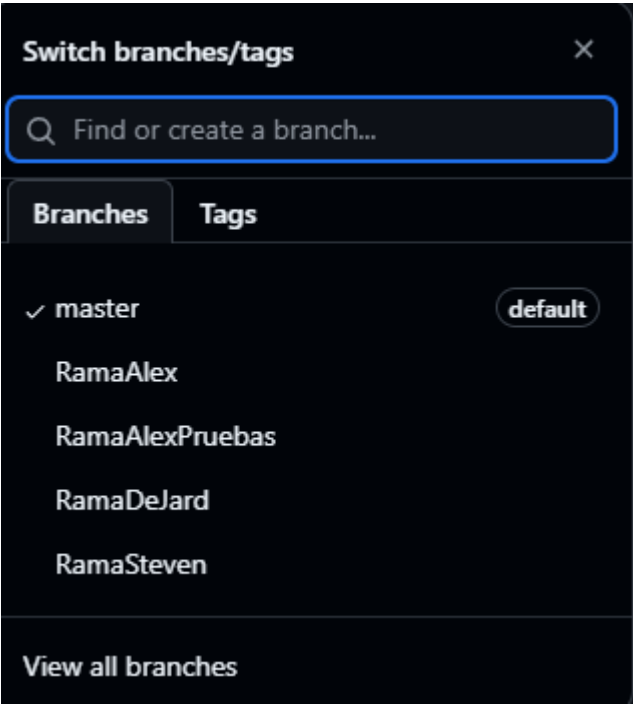 Switch branches/tags
Find or create a branch...
Branches Tags
master default
RamaAlex
RamaAlexPruebas
RamaDeJard
RamaSteven
View all branches